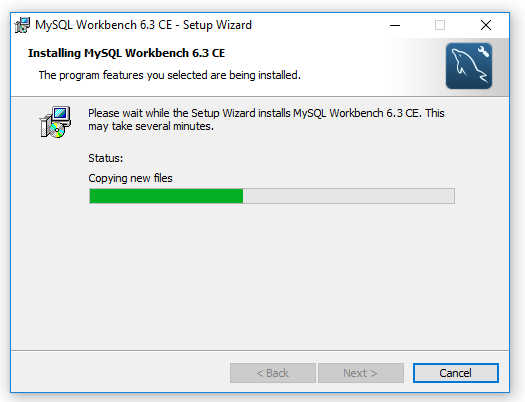 MySQL Workbench 6.3 CE - Setup Wizard
Installing MySQL Workbench 6.3 CE
The program features you selected are being installed.
Please wait while the Setup Wizard installs MySQL Workbench 6.3 CE. This
may take several minutes.
Status:
Copying new files
< Back
Next >
Cancel